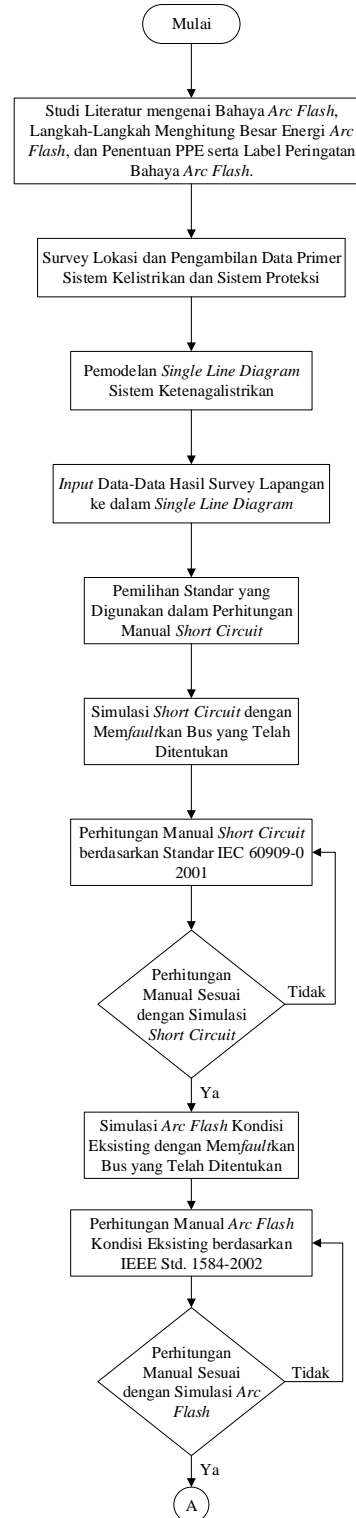 Mulai
Studi Literatur mengenai Bahaya Arc Flash,
Langkah-Langkah Menghitung Besar Energi Arc
Flash, dan Penentuan PPE serta Label Peringatan
Bahaya Arc Flash.
Survey Lokasi dan Pengambilan Data Primer
Sistem Kelistrikan dan Sistem Proteksi
Pemodelan Single Line Diagram
Sistem Ketenagalistrikan
Input Data-Data Hasil Survey Lapangan
ke dalam Single Line Diagram
Pemilihan Standar yang
Digunakan dalam Perhitungan
Manual Short Circuit
Simulasi Short Circuit dengan
Memfaultkan Bus yang Telah
Ditentukan
Perhitungan Manual Short Circuit
berdasarkan Standar IEC 60909-0
2001
Perhitungan
Manual Sesuai
dengan Simulasi
Short Circuit
Tidak
Ya
Simulasi Arc Flash Kondisi
Eksisting dengan Memfaultkan
Bus yang Telah Ditentukan
Perhitungan Manual Arc Flash
Kondisi Eksisting berdasarkan
IEEE Std. 1584-2002
Perhitungan
Manual Sesuai
dengan Simulasi Arc
Flash
Tidak
Ya
A